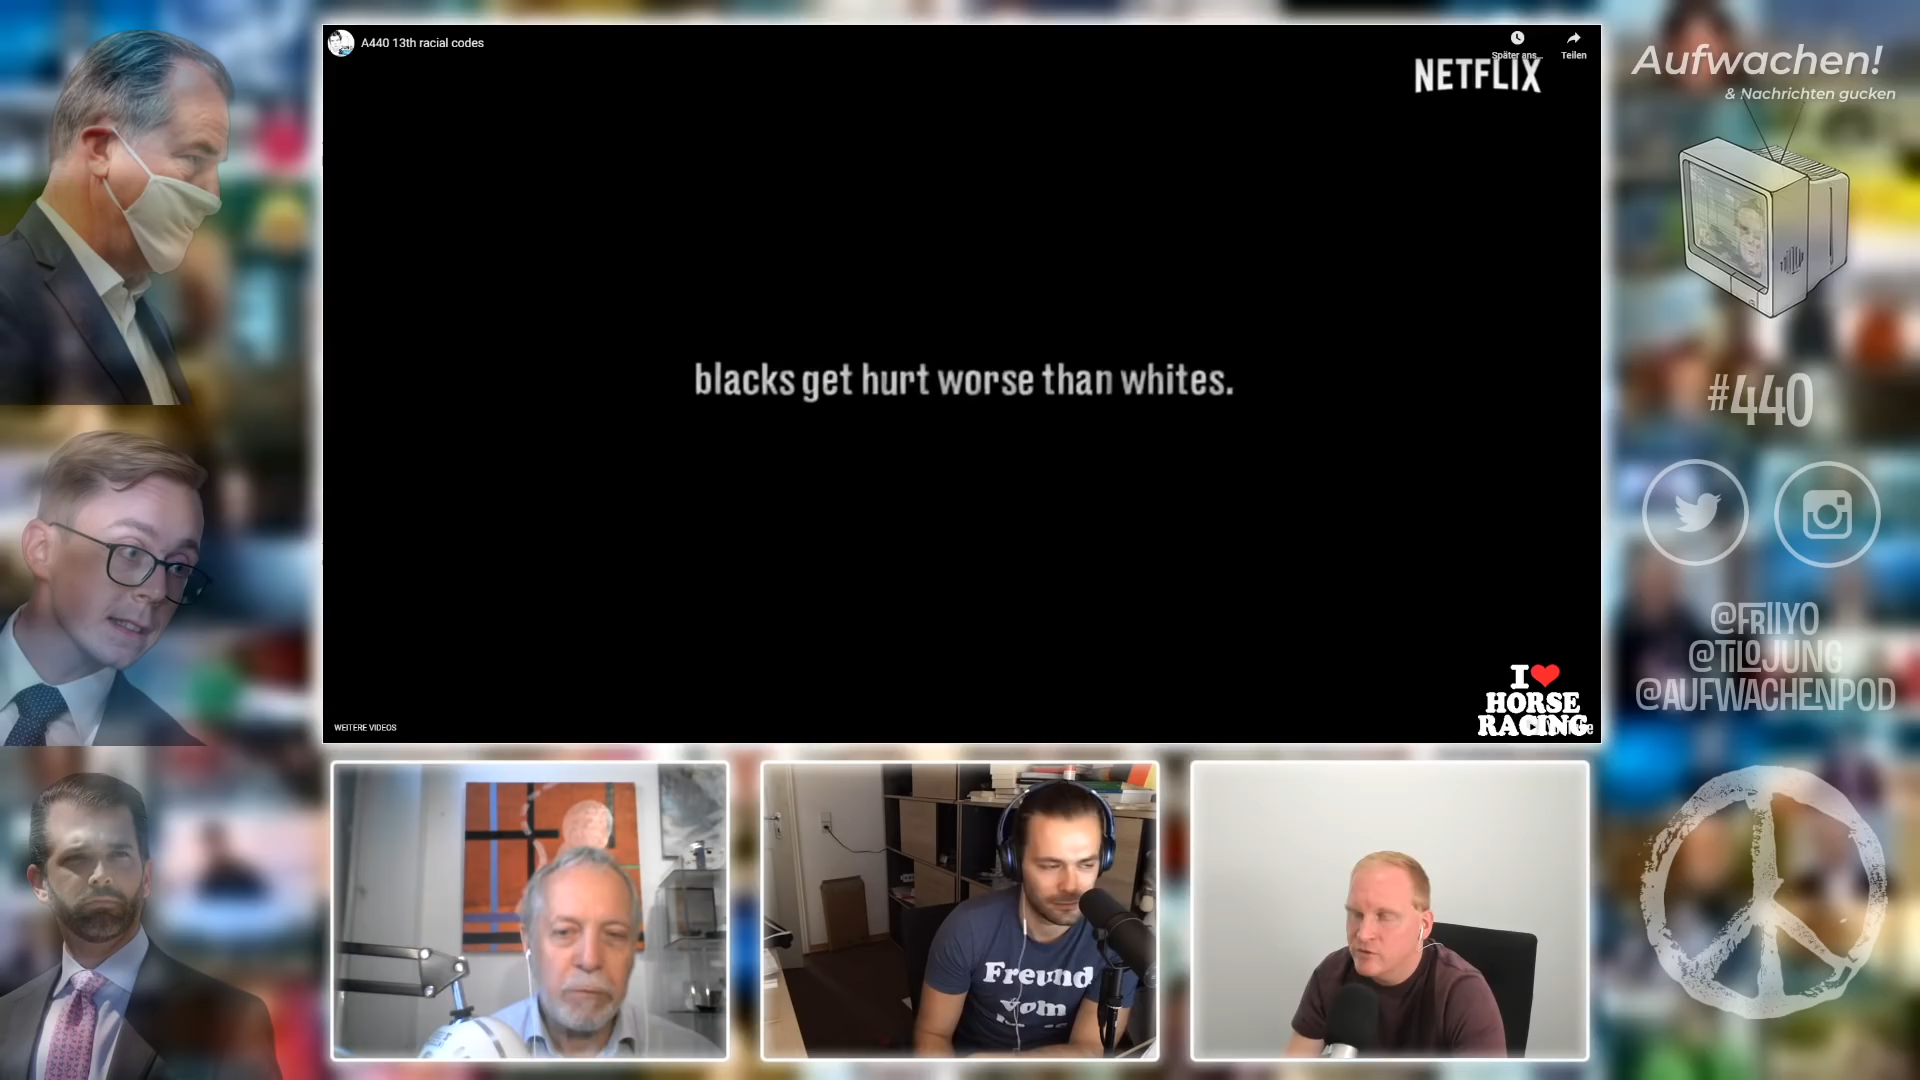 A440 13th racial codes
Später ans...
Teilen
NETFLIX
blacks get hurt worse than whites.
I
HORSE
RACING
WEITERE VIDEOS
Aufwachen!
& Nachrichten gucken
#440
@FRIIYO
@TILOJUNG
@AUFWACHENPOD
Freund
vom